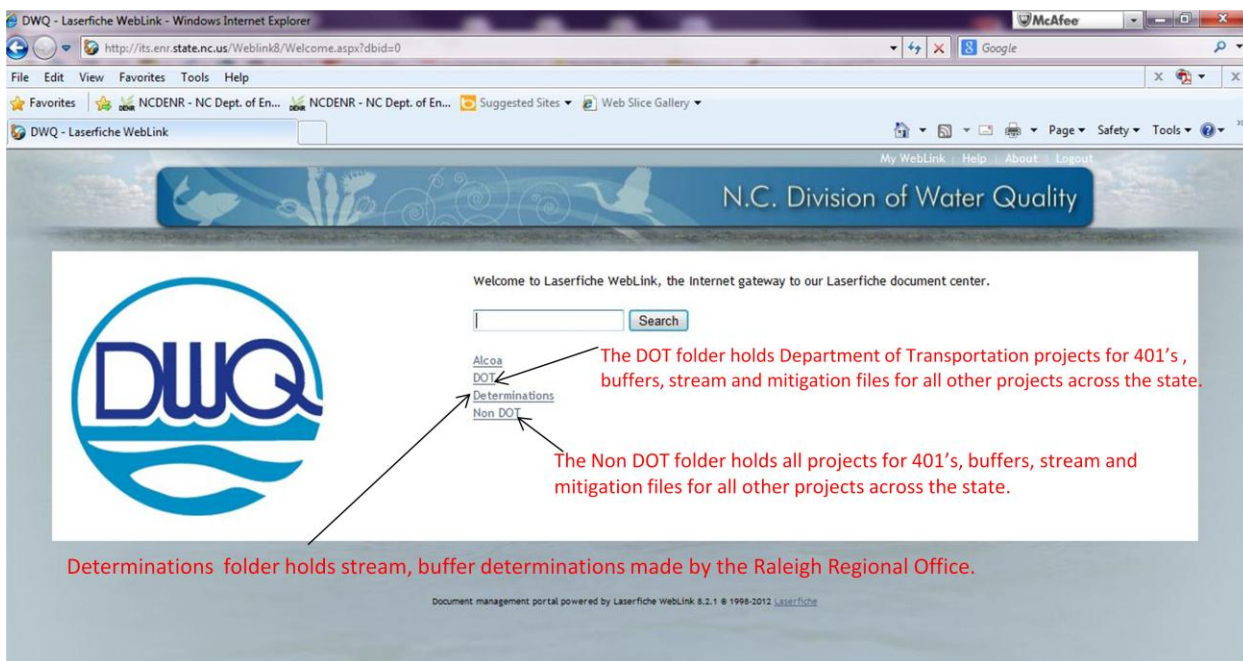 DWQ - Laserfiche WebLink - Windows Internet Explorer
McAfee
http://its.enr.state.nc.us/Weblink8/Welcome.aspx?dbid=0
Google
File Edit View Favorites Tools Help
Favorites NCDENR - NC Dept. of En... NCDENR - NC Dept. of En... Suggested Sites Web Slice Gallery
DWQ - Laserfiche WebLink
Page Safety Tools
My WebLink Help About Logout
N.C. Division of Water Quality
Welcome to Laserfiche WebLink, the Internet gateway to our Laserfiche document center.
Search
Alcoa
DOT
Determinations
Non DOT
The DOT folder holds Department of Transportation projects for 401's ,
buffers, stream and mitigation files for all other projects across the state.
DWQ
The Non DOT folder holds all projects for 401's, buffers, stream and
mitigation files for all other projects across the state.
Determinations folder holds stream, buffer determinations made by the Raleigh Regional Office.
Document management portal powered by Laserfiche WebLink 8.2.1 © 1998-2012 Laserfiche